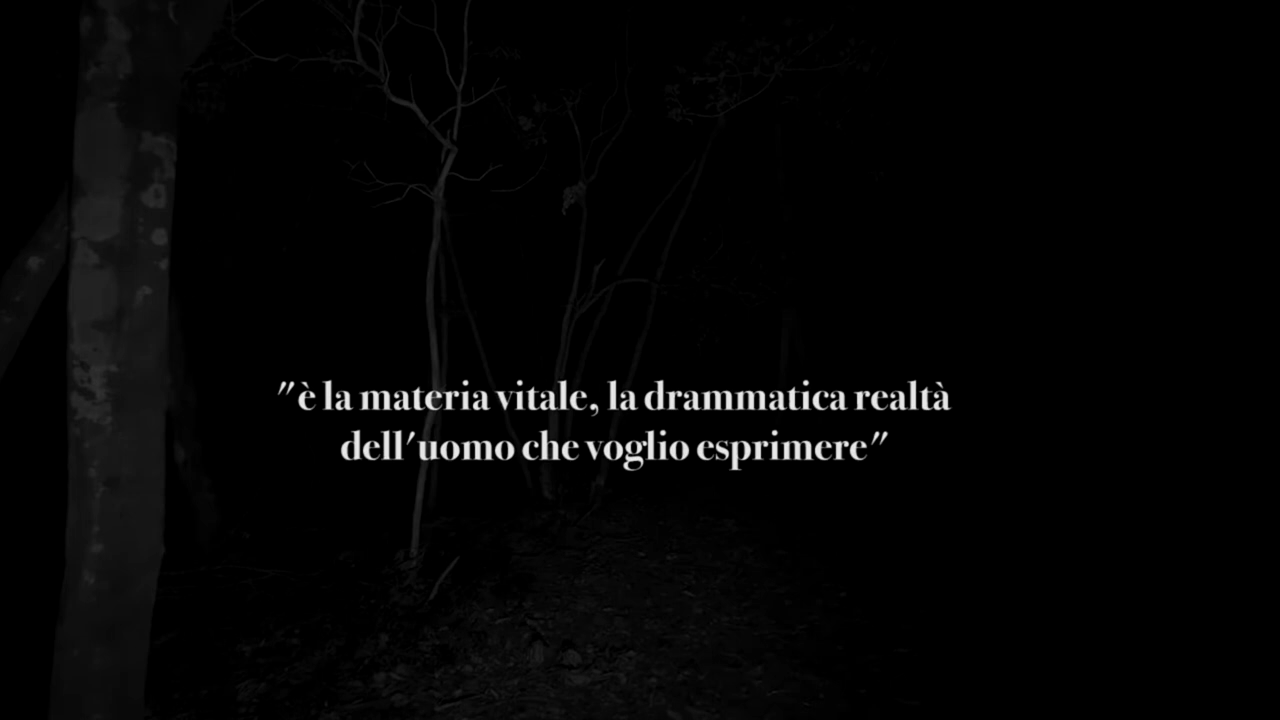 "è la materia vitale, la drammatica realtà
dell'uomo che voglio esprimere"